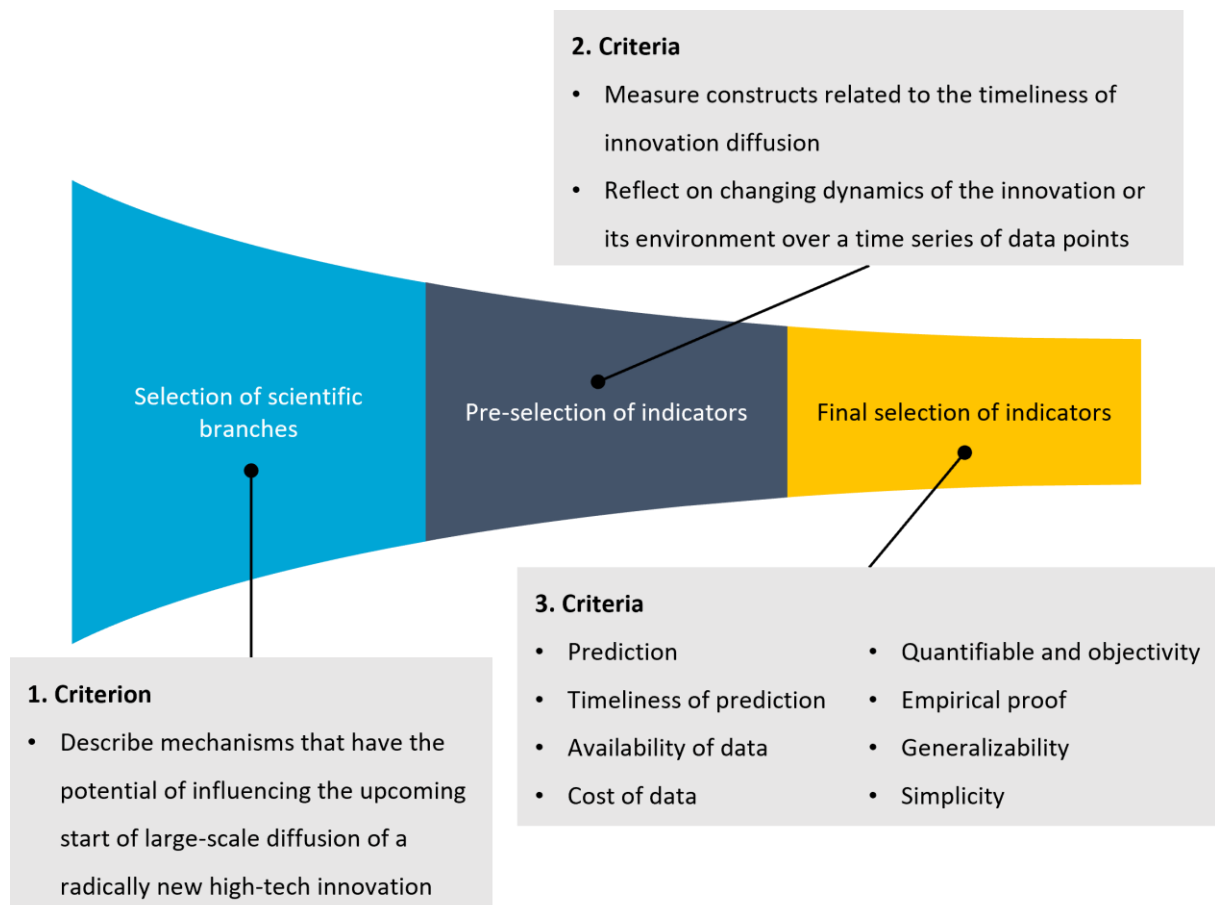 2. Criteria
• Measure constructs related to the timeliness of
innovation diffusion
• Reflect on changing dynamics of the innovation or
its environment over a time series of data points
Selection of scientific
branches
Pre-selection of indicators
Final selection of indicators
1. Criterion
• Describe mechanisms that have the
potential of influencing the upcoming
start of large-scale diffusion of a
radically new high-tech innovation
3. Criteria
• Prediction
• Timeliness of prediction
• Availability of data
• Cost of data
• Quantifiable and objectivity
• Empirical proof
• Generalizability
• Simplicity